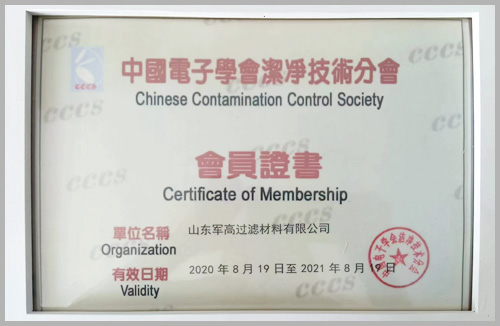 cccs
中國電子學會潔凈技術分會
Chinese Contamination Control Society
會員證書
Certificate of Membership
單位名稱 山东军高过滤材料有限公司
Organization
有效日期 2020 年 8 月 19 日至 2021 年 8 月 19 日
Validity